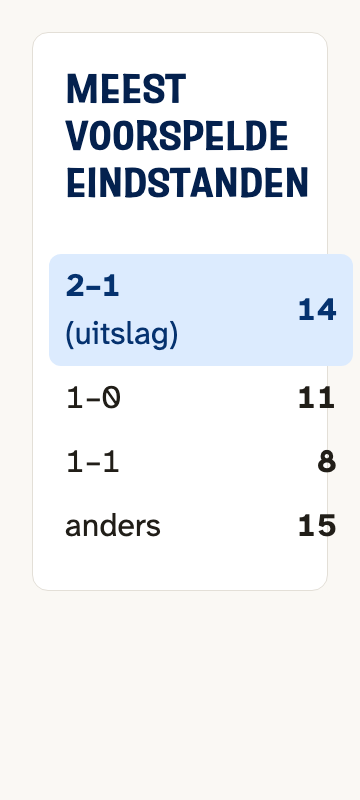 MEEST
VOORSPELDE
EINDSTANDEN
2–1
(uitslag) 14
1–0 11
1–1 8
anders 15